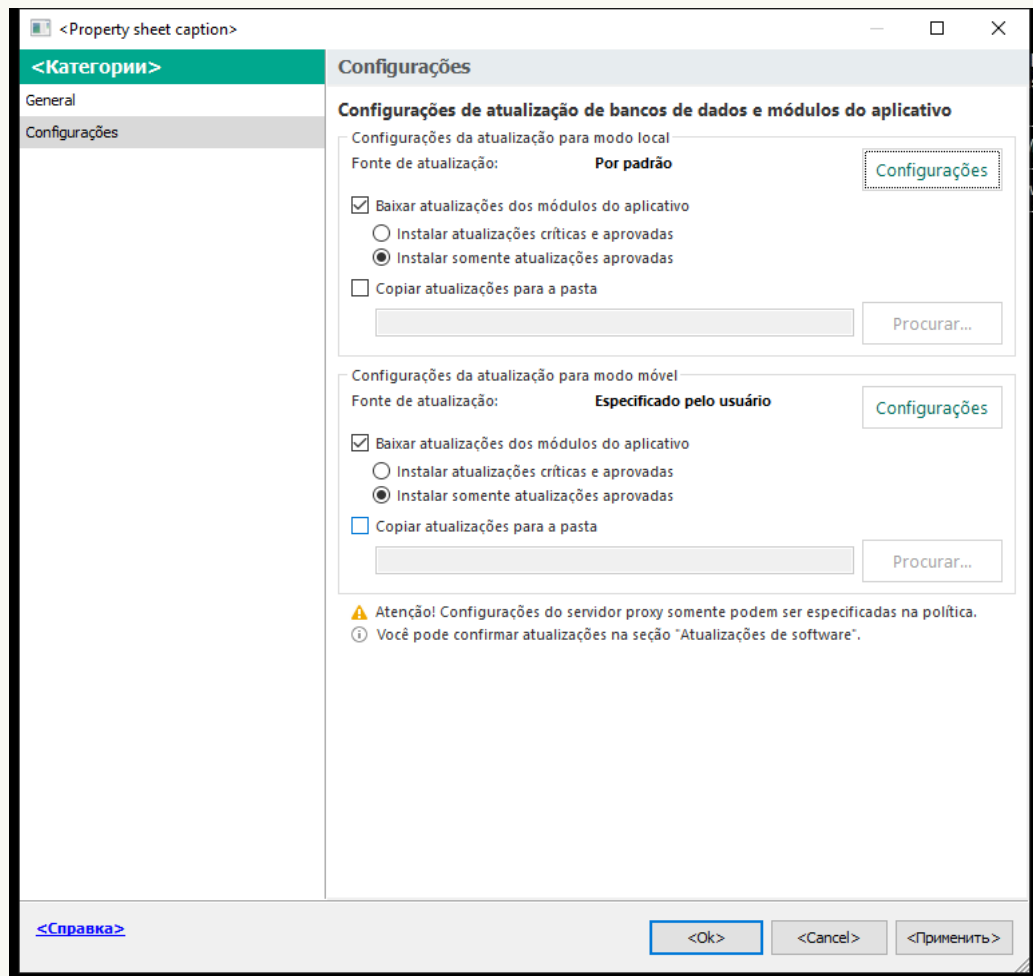 <Property sheet caption>
<Категории>
General
Configurações
Configurações
Configurações de atualização de bancos de dados e módulos do aplicativo
Configurações da atualização para modo local
Fonte de atualização: Por padrão
Configurações
Baixar atualizações dos módulos do aplicativo
Instalar atualizações críticas e aprovadas
Instalar somente atualizações aprovadas
Copiar atualizações para a pasta
Procurar...
Configurações da atualização para modo móvel
Fonte de atualização: Especificado pelo usuário
Configurações
Baixar atualizações dos módulos do aplicativo
Instalar atualizações críticas e aprovadas
Instalar somente atualizações aprovadas
Copiar atualizações para a pasta
Procurar...
Atenção! Configurações do servidor proxy somente podem ser especificadas na política.
Você pode confirmar atualizações na seção "Atualizações de software".
<Справка>
<Ok> <Cancel> <Применить>